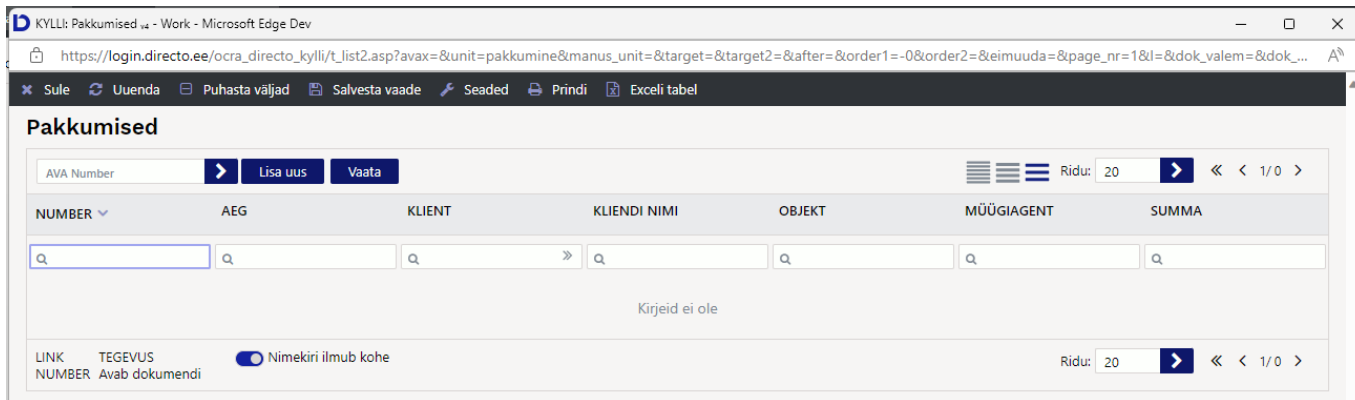 KYLLI: Pakkumised v4 - Work - Microsoft Edge Dev
https://login.directo.ee/ocra_directo_kylli/t_list2.asp?avax=&unit=pakkumine&manus_unit=&target=&target2=&after=&order1=-0&order2=&eimuuda=&page_nr=1&l=&dok_valem=&dok_...
Sule Uuenda Puhasta väljad Salvesta vaade Seaded Prindi Exceli tabel
Pakkumised
AVA Number Lisa uus Vaata Ridu: 20 1/0
NUMBER AEG KLIENT KLIENDI NIMI OBJEKT MÜÜGIAGENT SUMMA
Kirjeid ei ole
LINK TEGEVUS Nimekiri ilmub kohe Ridu: 20 1/0
NUMBER Avab dokumendi